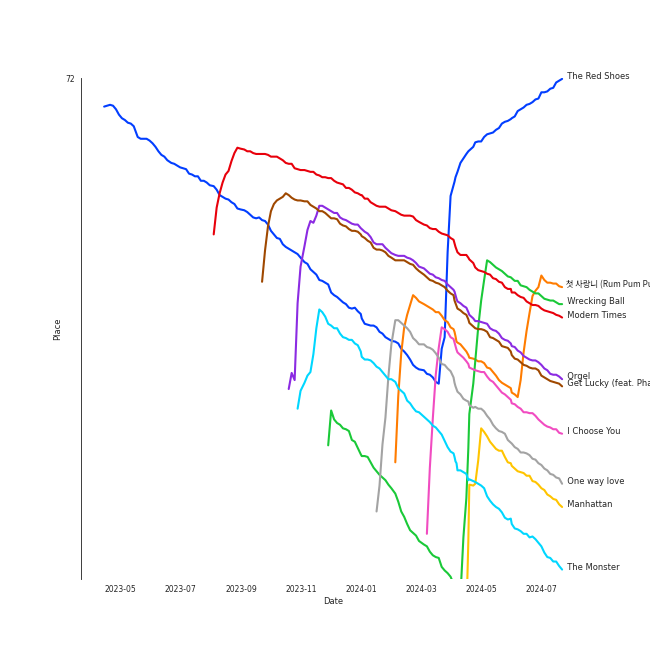 72
The Red Shoes
첫 사랑니 (Rum Pum Pu
Wrecking Ball
Modern Times
Orgel
Get Lucky (feat. Pha
I Choose You
One way love
Manhattan
The Monster
Place
2023-05 2023-07 2023-09 2023-11 2024-01 2024-03 2024-05 2024-07
Date